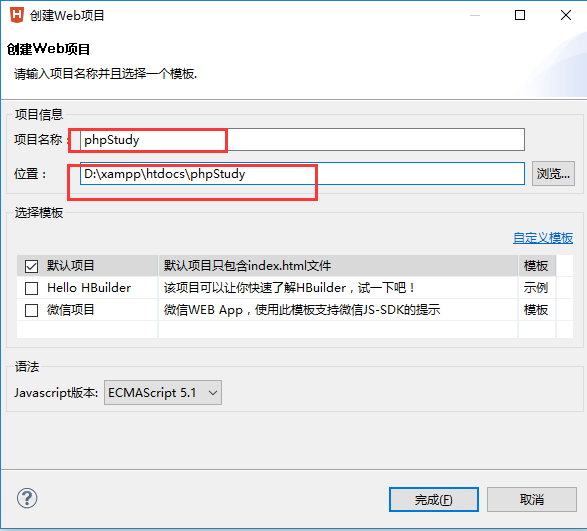 创建Web项目
创建Web项目
请输入项目名称并且选择一个模板.
项目信息
项目名称： phpStudy
位置： D:\xampp\htdocs\phpStudy 浏览...
选择模板
自定义模板
默认项目 默认项目只包含index.html文件 模板
Hello HBuilder 该项目可以让你快速了解HBuilder，试一下吧！ 示例
微信项目 微信WEB App，使用此模板支持微信JS-SDK的提示 模板
语法
Javascript版本: ECMAScript 5.1
? 完成(F) 取消